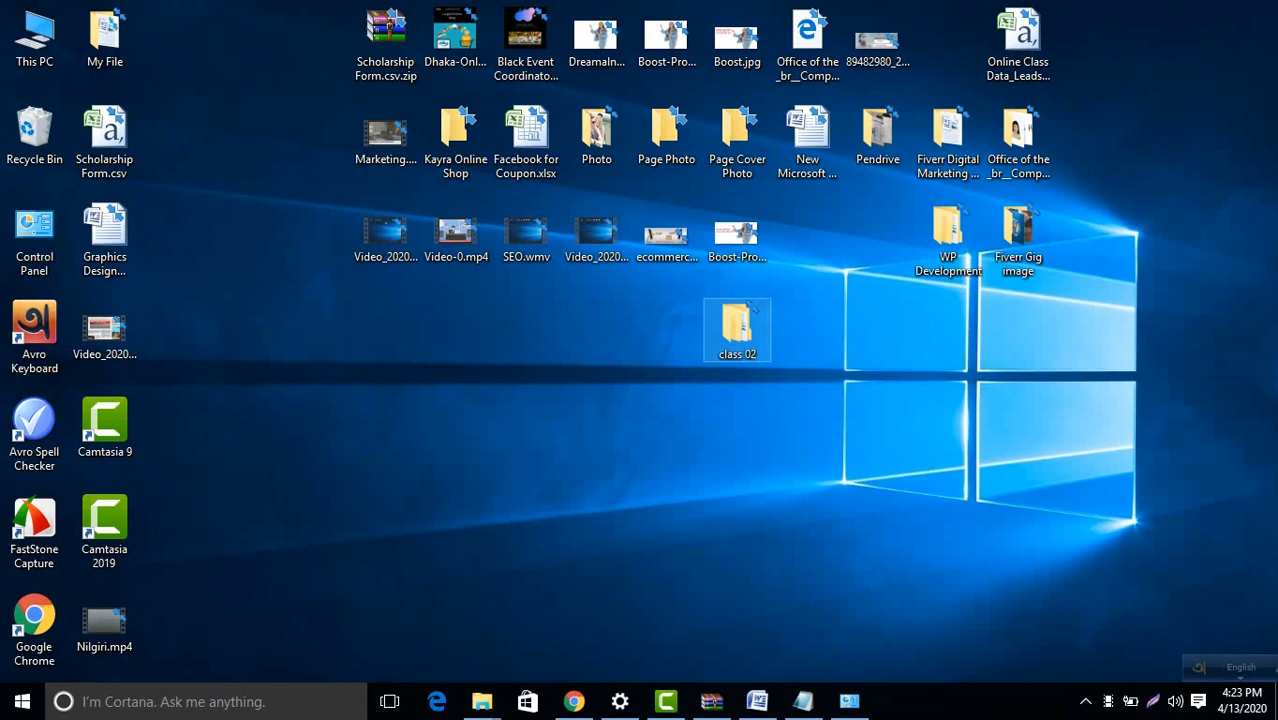 This PC
My File
Scholarship
Form.csv.zip
Dhaka-Onl...
Black Event
Coordinato...
DreamaIn...
Boost-Pro...
Boost.jpg
Office of the
_br__Comp...
89482980_2...
Online Class
Data_Leads...
Recycle Bin
Scholarship
Form.csv
Marketing....
Kayra Online
Shop
Facebook for
Coupon.xlsx
Photo
Page Photo
Page Cover
Photo
New
Microsoft ...
Pendrive
Fiverr Digital
Marketing ...
Office of the
_br__Comp...
Control
Panel
Graphics
Design...
Video_2020...
Video-0.mp4
SEO.wmv
Video_2020...
ecommerc...
Boost-Pro...
WP
Development
Fiverr Gig
image
Avro
Keyboard
Video_2020...
class 02
Avro Spell
Checker
Camtasia 9
FastStone
Capture
Camtasia
2019
Google
Chrome
Nilgiri.mp4
অ English
I'm Cortana. Ask me anything.
4:23 PM
4/13/2020